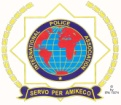 INTERNATIONAL POLICE ASSOCIATION
SERVO PER AMIKECO